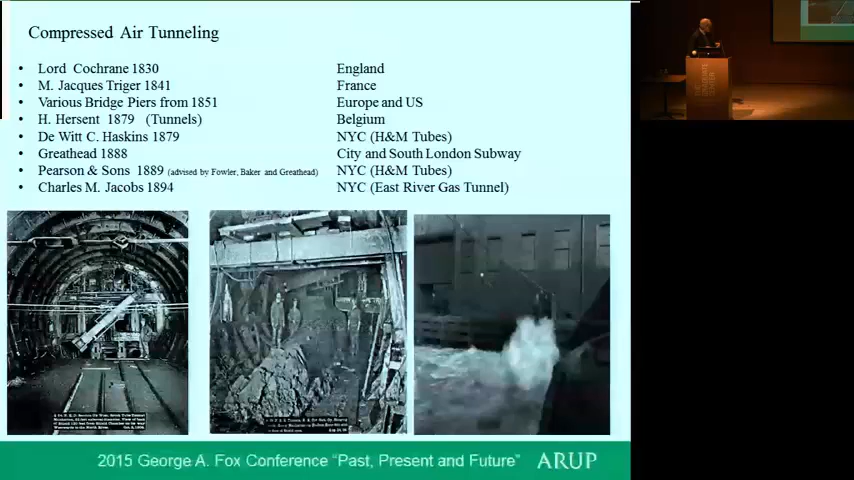 Compressed Air Tunneling
• Lord Cochrane 1830 England
• M. Jacques Triger 1841 France
• Various Bridge Piers from 1851 Europe and US
• H. Hersent 1879 (Tunnels) Belgium
• De Witt C. Haskins 1879 NYC (H&M Tubes)
• Greathead 1888 City and South London Subway
• Pearson & Sons 1889 (advised by Fowler, Baker and Greathead) NYC (H&M Tubes)
• Charles M. Jacobs 1894 NYC (East River Gas Tunnel)
2015 George A. Fox Conference "Past, Present and Future" ARUP